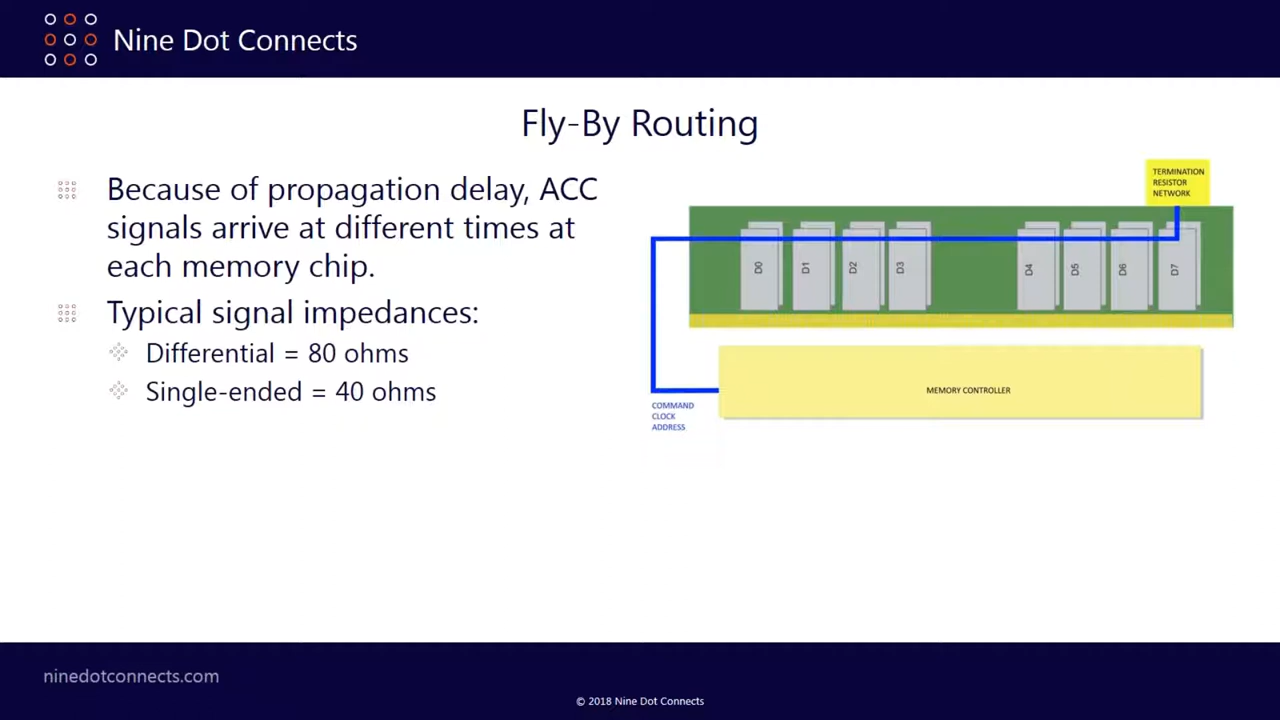 Nine Dot Connects
Fly-By Routing
Because of propagation delay, ACC
signals arrive at different times at
each memory chip.
Typical signal impedances:
Differential = 80 ohms
Single-ended = 40 ohms
TERMINATION
RESISTOR
NETWORK
D0
D1
D2
D3
D4
D5
D6
D7
MEMORY CONTROLLER
COMMAND
CLOCK
ADDRESS
ninedotconnects.com
© 2018 Nine Dot Connects